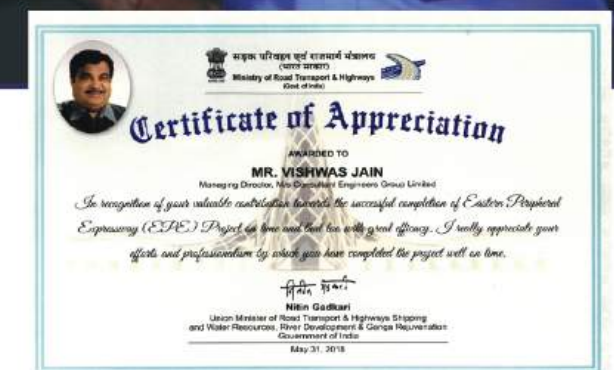 सड़क परिवहन एवं राजमार्ग मंत्रालय
(भारत सरकार)
Ministry of Road Transport & Highways
(Govt. of India)
Certificate of Appreciation
AWARDED TO
MR. VISHWAS JAIN
Managing Director, M/s Consultant Engineers Group Limited
In recognition of your valuable contribution towards the successful completion of Eastern Peripheral
Expressway (EPE) Project on time and that too with great efficacy. I really appreciate your
efforts and professionalism by which you have completed the project well on time.
Nitin Gadkari
Union Minister of Road Transport & Highways Shipping
and Water Resources, River Development & Ganga Rejuvenation
Government of India
May 31, 2018